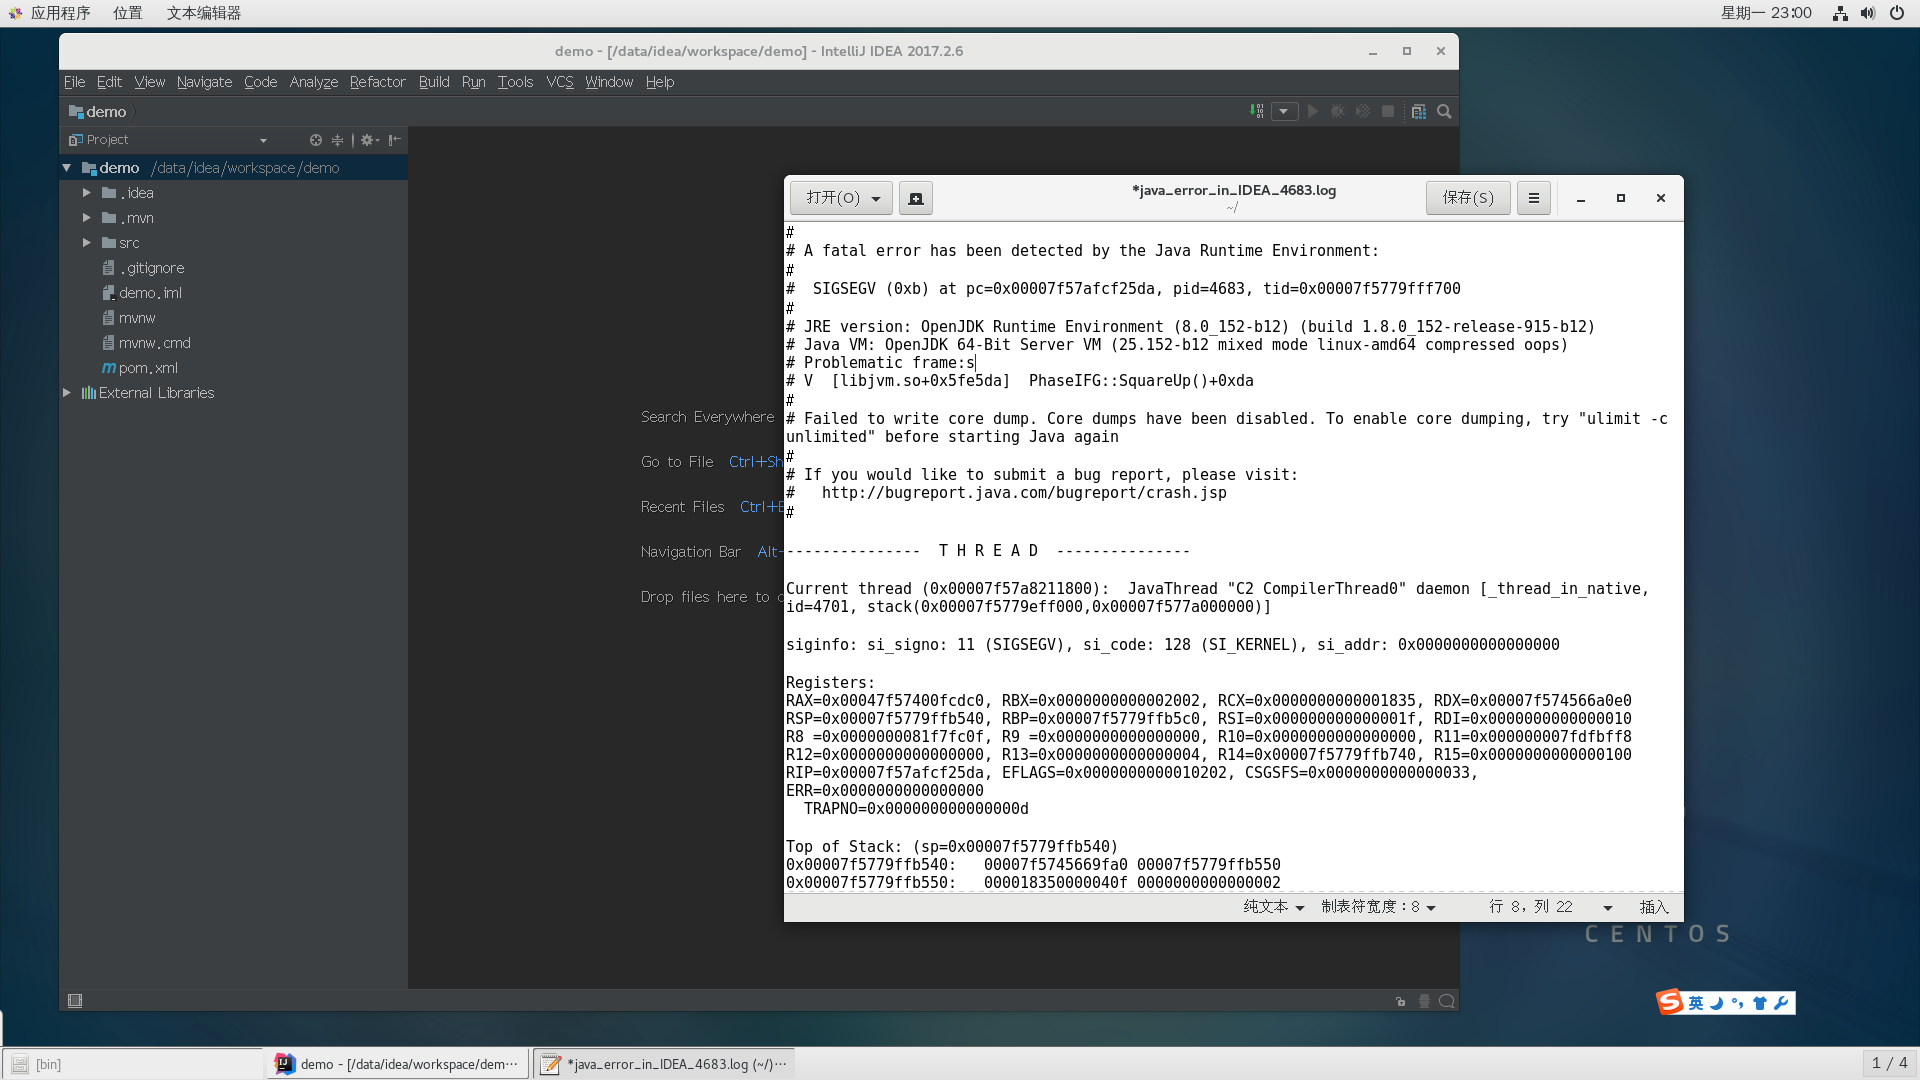 应用程序 位置 文本编辑器 星期一 23:00
demo - [/data/idea/workspace/demo] - IntelliJ IDEA 2017.2.6
File Edit View Navigate Code Analyze Refactor Build Run Tools VCS Window Help
demo
Project
demo /data/idea/workspace/demo
.idea
.mvn
src
.gitignore
demo.iml
mvnw
mvnw.cmd
pom.xml
External Libraries
Search Everywhere
Go to File Ctrl+Sh
Recent Files Ctrl+E
Navigation Bar Alt-
Drop files here to o
打开(O) *java_error_in_IDEA_4683.log 保存(S)
~/
#
# A fatal error has been detected by the Java Runtime Environment:
#
#  SIGSEGV (0xb) at pc=0x00007f57afcf25da, pid=4683, tid=0x00007f5779fff700
#
# JRE version: OpenJDK Runtime Environment (8.0_152-b12) (build 1.8.0_152-release-915-b12)
# Java VM: OpenJDK 64-Bit Server VM (25.152-b12 mixed mode linux-amd64 compressed oops)
# Problematic frame:s
# V  [libjvm.so+0x5fe5da]  PhaseIFG::SquareUp()+0xda
#
# Failed to write core dump. Core dumps have been disabled. To enable core dumping, try "ulimit -c
unlimited" before starting Java again
#
# If you would like to submit a bug report, please visit:
#   http://bugreport.java.com/bugreport/crash.jsp
#
---------------  T H R E A D  ---------------
Current thread (0x00007f57a8211800):  JavaThread "C2 CompilerThread0" daemon [_thread_in_native,
id=4701, stack(0x00007f5779eff000,0x00007f577a000000)]
siginfo: si_signo: 11 (SIGSEGV), si_code: 128 (SI_KERNEL), si_addr: 0x0000000000000000
Registers:
RAX=0x00047f57400fcdc0, RBX=0x0000000000002002, RCX=0x0000000000001835, RDX=0x00007f574566a0e0
RSP=0x00007f5779ffb540, RBP=0x00007f5779ffb5c0, RSI=0x000000000000001f, RDI=0x0000000000000010
R8 =0x0000000081f7fc0f, R9 =0x0000000000000000, R10=0x0000000000000000, R11=0x000000007fdfbff8
R12=0x0000000000000000, R13=0x0000000000000004, R14=0x00007f5779ffb740, R15=0x0000000000000100
RIP=0x00007f57afcf25da, EFLAGS=0x0000000000010202, CSGSFS=0x0000000000000033,
ERR=0x0000000000000000
  TRAPNO=0x000000000000000d
Top of Stack: (sp=0x00007f5779ffb540)
0x00007f5779ffb540:   00007f5745669fa0 00007f5779ffb550
0x00007f5779ffb550:   000018350000040f 0000000000000002
纯文本 制表符宽度：8 行 8，列 22 插入
CENTOS
S 英
[bin] demo - [/data/idea/workspace/dem··· *java_error_in_IDEA_4683.log (~/)··· 1 / 4